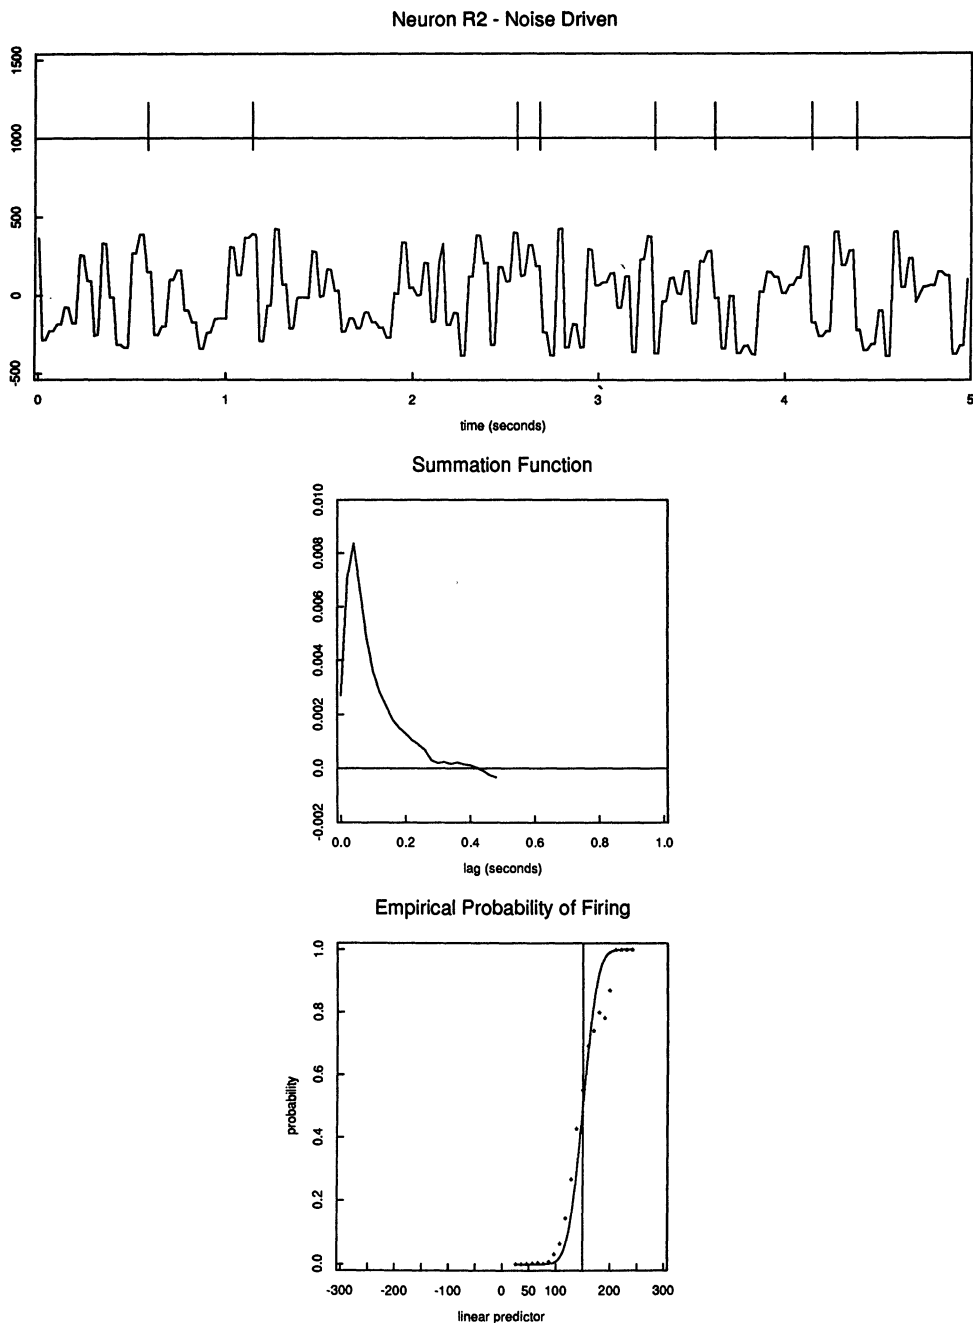 Neuron R2 - Noise Driven
1500
1000
500
0
-500
0 1 2 3 4 5
time (seconds)
Summation Function
0.010
0.008
0.006
0.004
0.002
0.0
-0.002
0.0 0.2 0.4 0.6 0.8 1.0
lag (seconds)
Empirical Probability of Firing
1.0
0.8
0.6
0.4
0.2
0.0
probability
-300 -200 -100 0 50 100 200 300
linear predictor